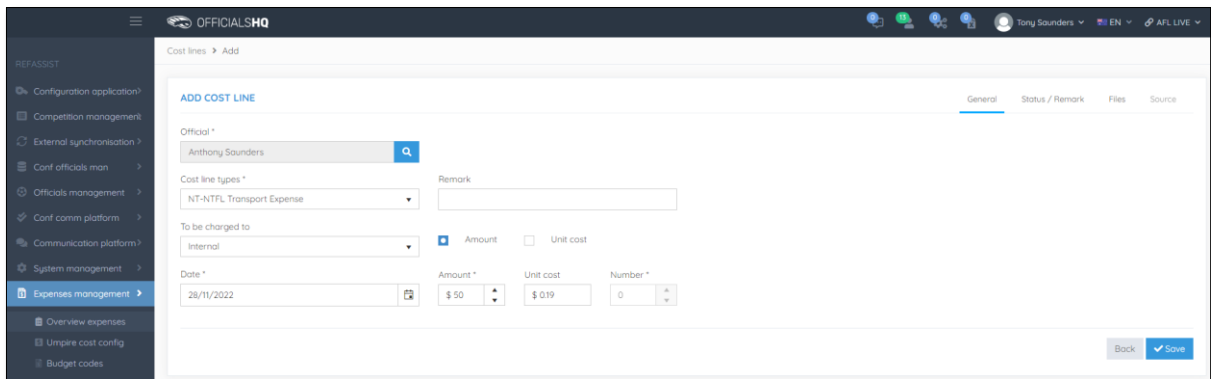 OFFICIALSHQ
0 13 0 0 Tony Saunders EN AFL LIVE
Cost lines > Add
REFASSIST
Configuration application
Competition management
External synchronisation
Conf officials man
Officials management
Conf comm platform
Communication platform
System management
Expenses management
Overview expenses
Umpire cost config
Budget codes
ADD COST LINE
General Status / Remark Files Source
Official *
Anthony Saunders
Cost line types * Remark
NT-NTFL Transport Expense
To be charged to
Internal Amount Unit cost
Date * Amount * Unit cost Number *
28/11/2022 $ 50 $ 0.19 0
Back Save